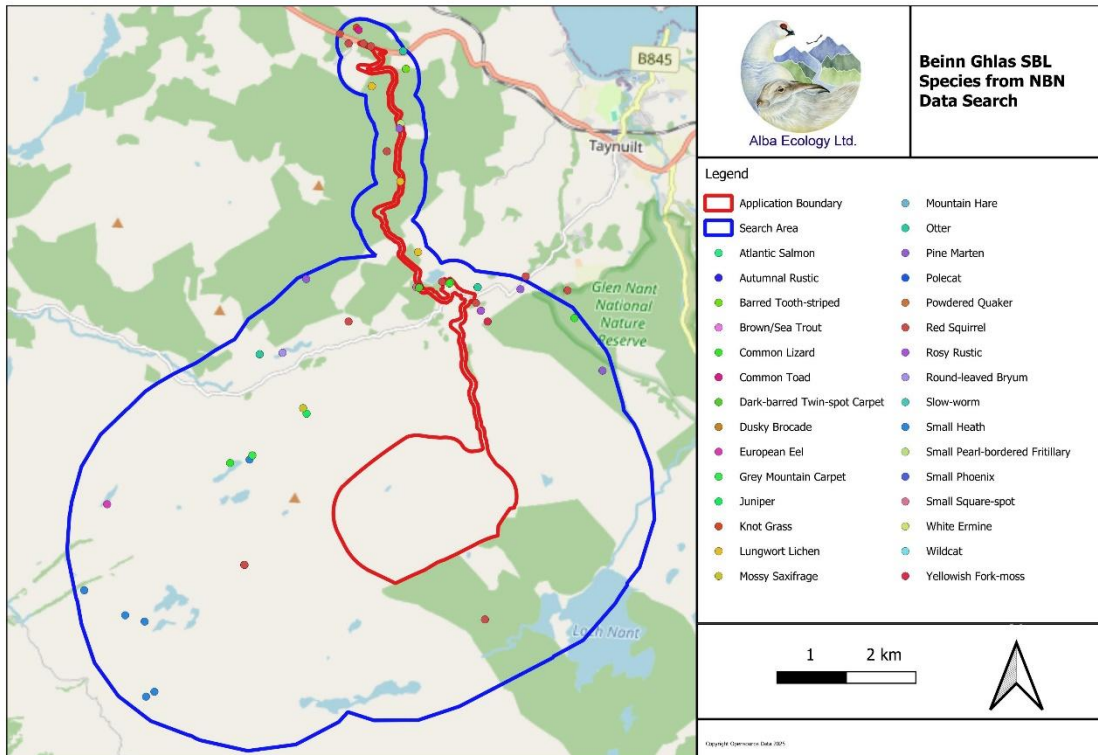 B845
Taynuilt
Glen Nant
National
Nature
Reserve
Loch Nant
Alba Ecology Ltd.
Beinn Ghlas SBL
Species from NBN
Data Search
Legend
Application Boundary
Search Area
Atlantic Salmon
Autumnal Rustic
Barred Tooth-striped
Brown/Sea Trout
Common Lizard
Common Toad
Dark-barred Twin-spot Carpet
Dusky Brocade
European Eel
Grey Mountain Carpet
Juniper
Knot Grass
Lungwort Lichen
Mossy Saxifrage
Mountain Hare
Otter
Pine Marten
Polecat
Powdered Quaker
Red Squirrel
Rosy Rustic
Round-leaved Bryum
Slow-worm
Small Heath
Small Pearl-bordered Fritillary
Small Phoenix
Small Square-spot
White Ermine
Wildcat
Yellowish Fork-moss
1 2 km
Copyright Opensource Data 2025